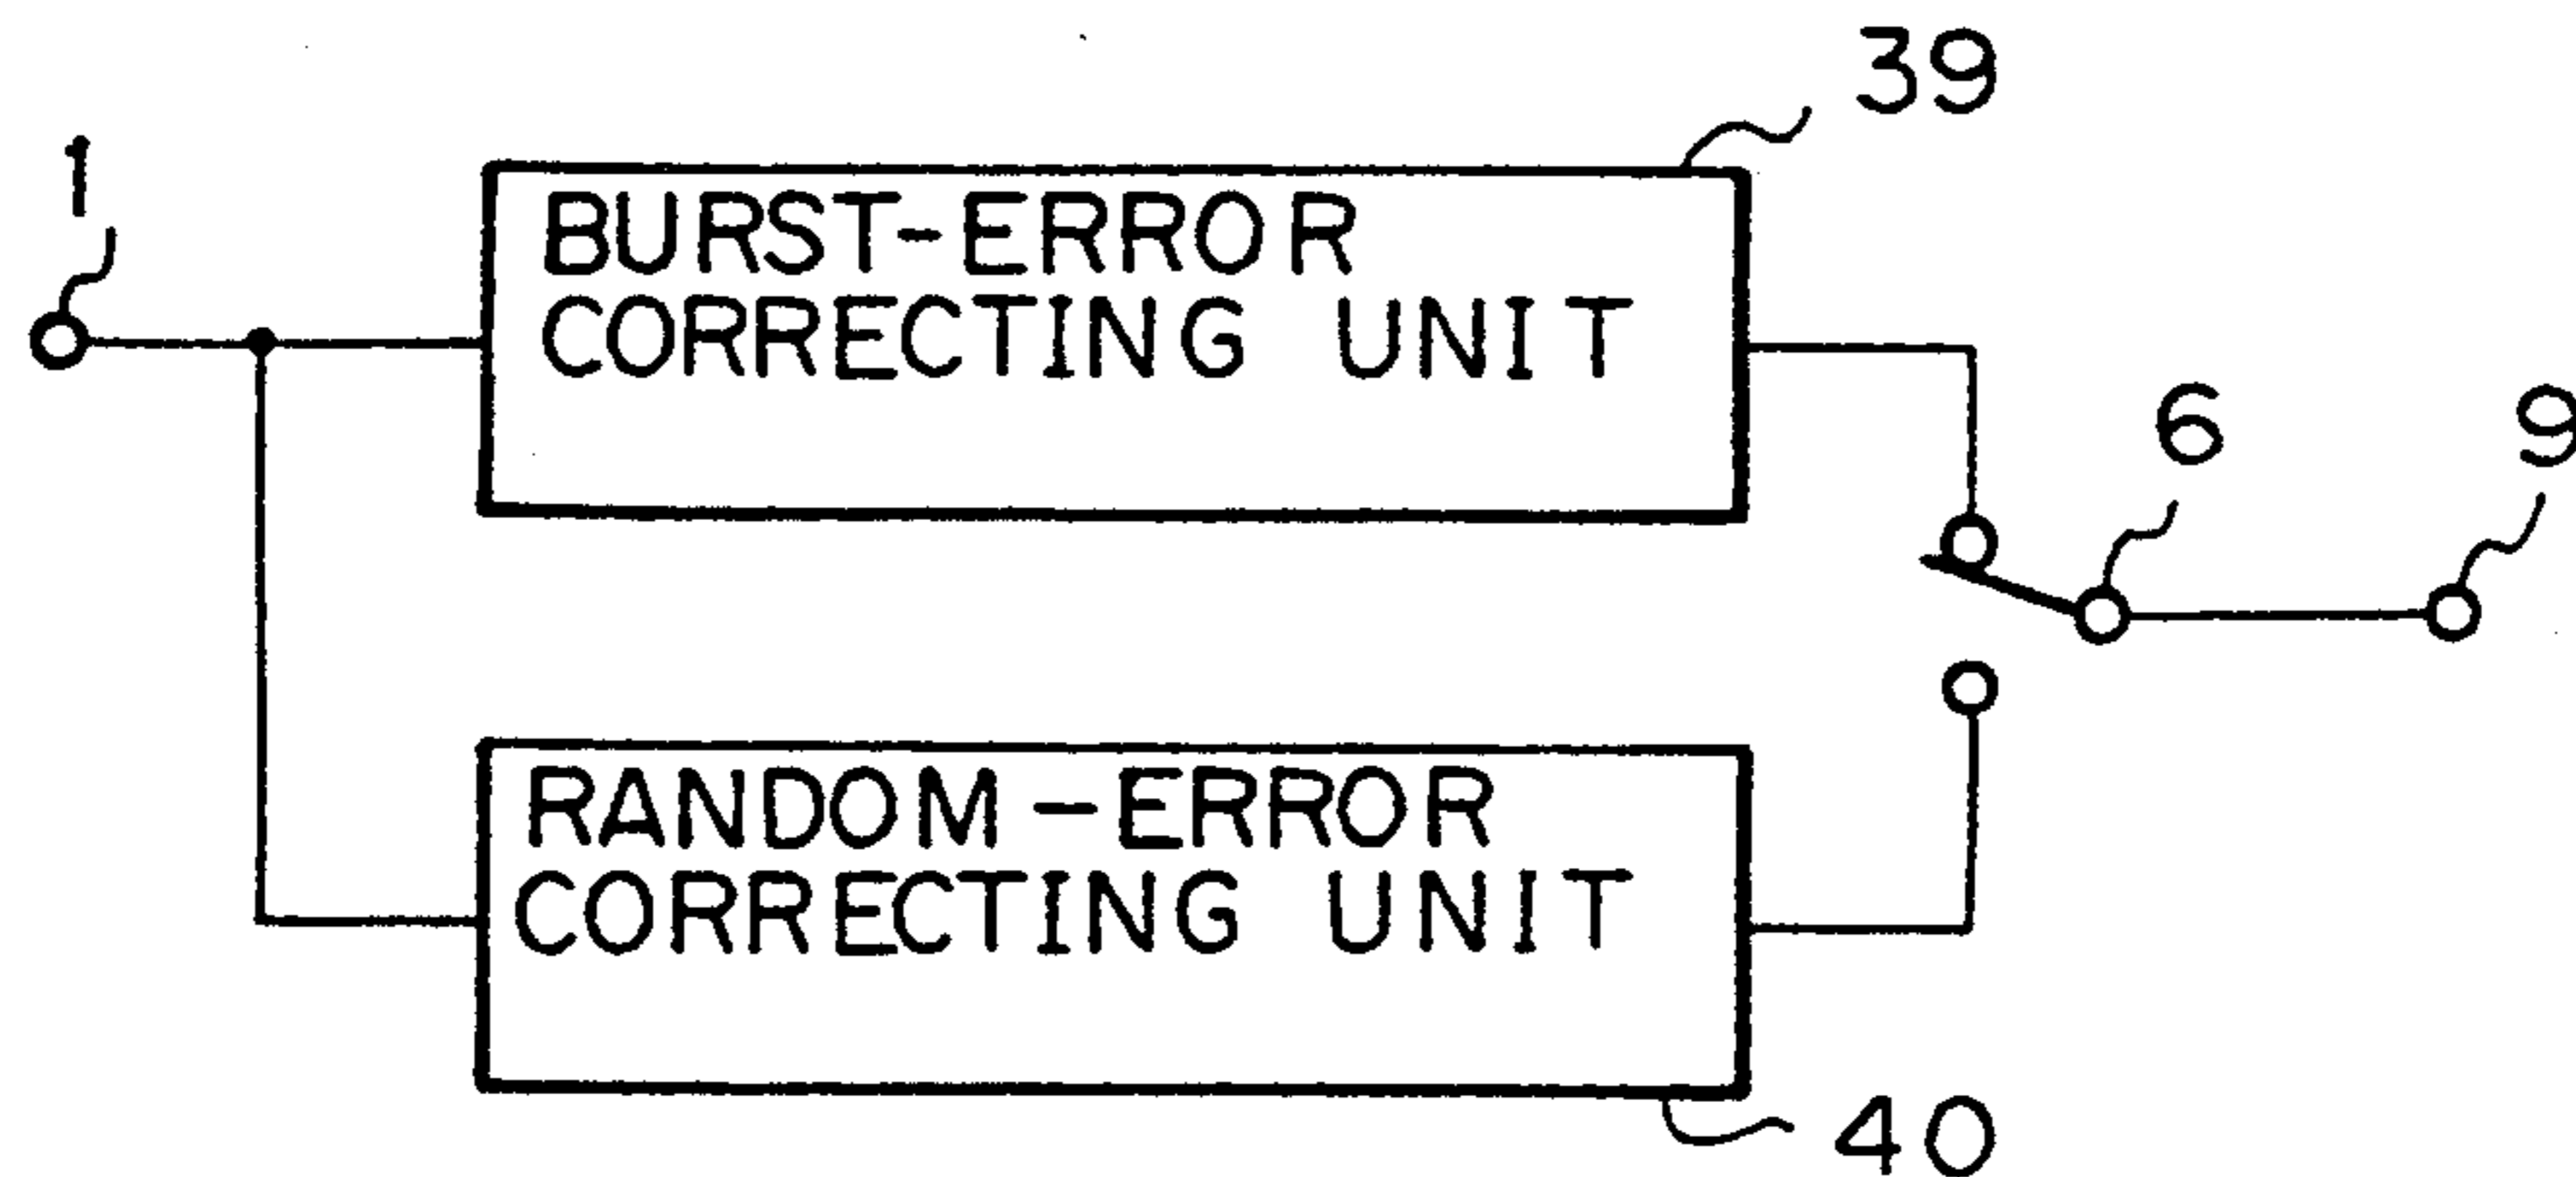 39
1
BURST-ERROR
CORRECTING UNIT
6
9
RANDOM-ERROR
CORRECTING UNIT
40